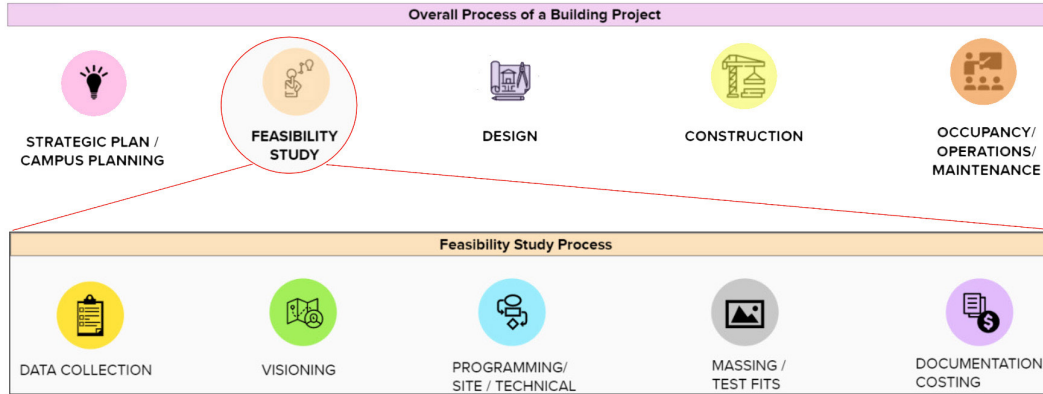 Overall Process of a Building Project
STRATEGIC PLAN /
CAMPUS PLANNING
FEASIBILITY
STUDY
DESIGN
CONSTRUCTION
OCCUPANCY/
OPERATIONS/
MAINTENANCE
Feasibility Study Process
DATA COLLECTION
VISIONING
PROGRAMMING/
SITE / TECHNICAL
MASSING /
TEST FITS
DOCUMENTATION
COSTING
$